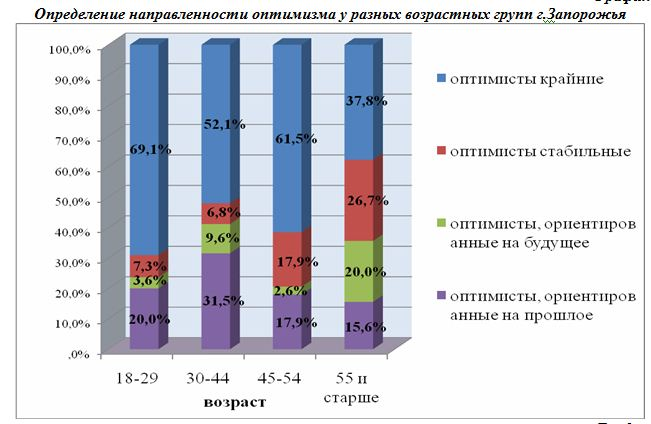 Определение направленности оптимизма у разных возрастных групп г.Запорожья
100,0%
90,0%
80,0%
70,0%
60,0%
50,0%
40,0%
30,0%
20,0%
10,0%
,0%
69,1%
7,3%
3,6%
20,0%
52,1%
6,8%
9,6%
31,5%
61,5%
17,9%
2,6%
17,9%
37,8%
26,7%
20,0%
15,6%
18-29 30-44 45-54 55 и
старше
возраст
оптимисты крайние
оптимисты стабильные
оптимисты, ориентиров
анные на будущее
оптимисты, ориентиров
анные на прошлое